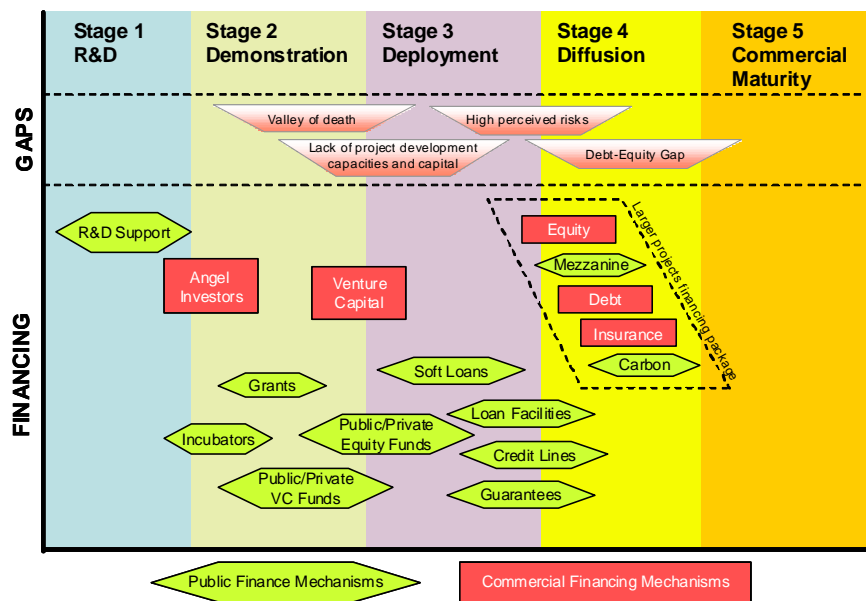 Stage 1
R&D
Stage 2
Demonstration
Stage 3
Deployment
Stage 4
Diffusion
Stage 5
Commercial
Maturity
GAPS
Valley of death
High perceived risks
Lack of project development
capacities and capital
Debt-Equity Gap
FINANCING
R&D Support
Angel
Investors
Venture
Capital
Equity
Mezzanine
Debt
Insurance
Carbon
Larger projects financing package
Soft Loans
Grants
Loan Facilities
Public/Private
Equity Funds
Incubators
Credit Lines
Public/Private
VC Funds
Guarantees
Public Finance Mechanisms
Commercial Financing Mechanisms